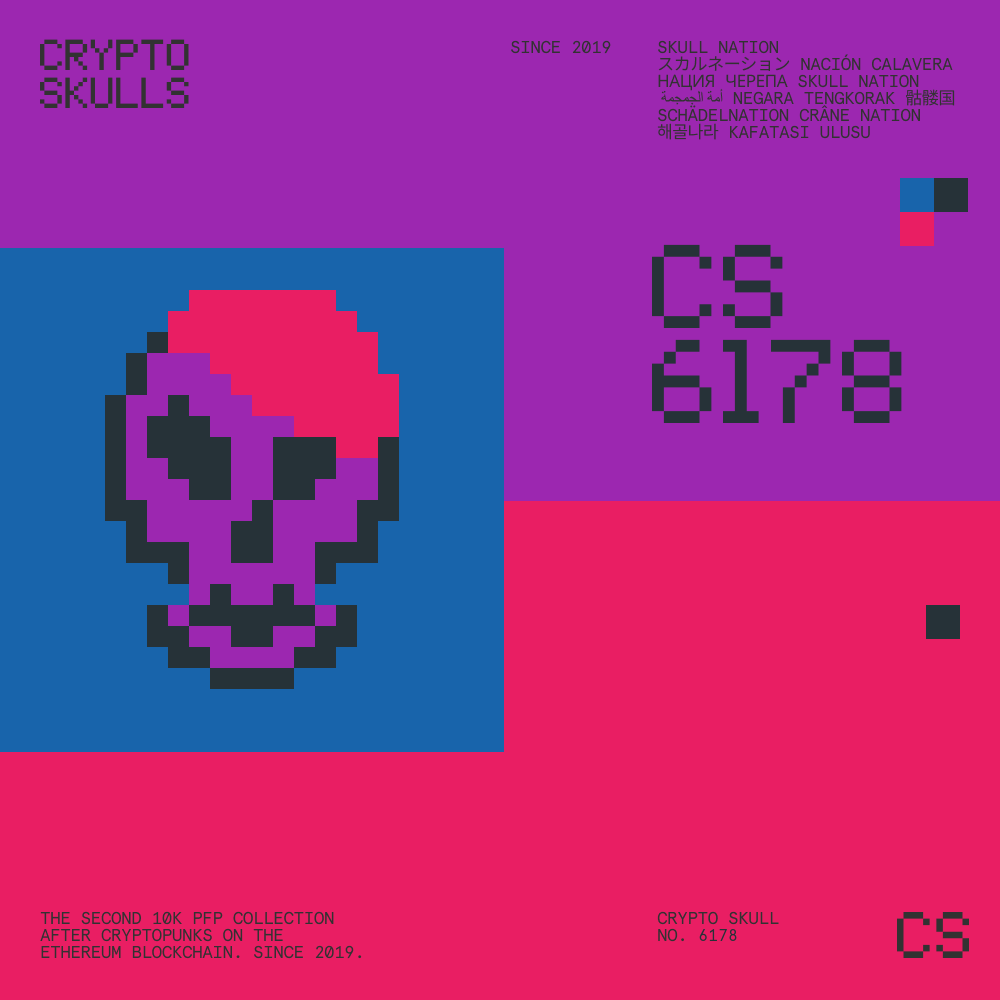 CRYPTO
SKULLS
SINCE 2019
SKULL NATION
スカルネーション NACIÓN CALAVERA
НАЦИЯ ЧЕРЕПА SKULL NATION
أمة الجمجمة NEGARA TENGKORAK 骷髅国
SCHÄDELNATION CRÂNE NATION
해골나라 KAFATASI ULUSU
CS
6178
THE SECOND 10K PFP COLLECTION
AFTER CRYPTOPUNKS ON THE
ETHEREUM BLOCKCHAIN. SINCE 2019.
CRYPTO SKULL
NO. 6178
CS